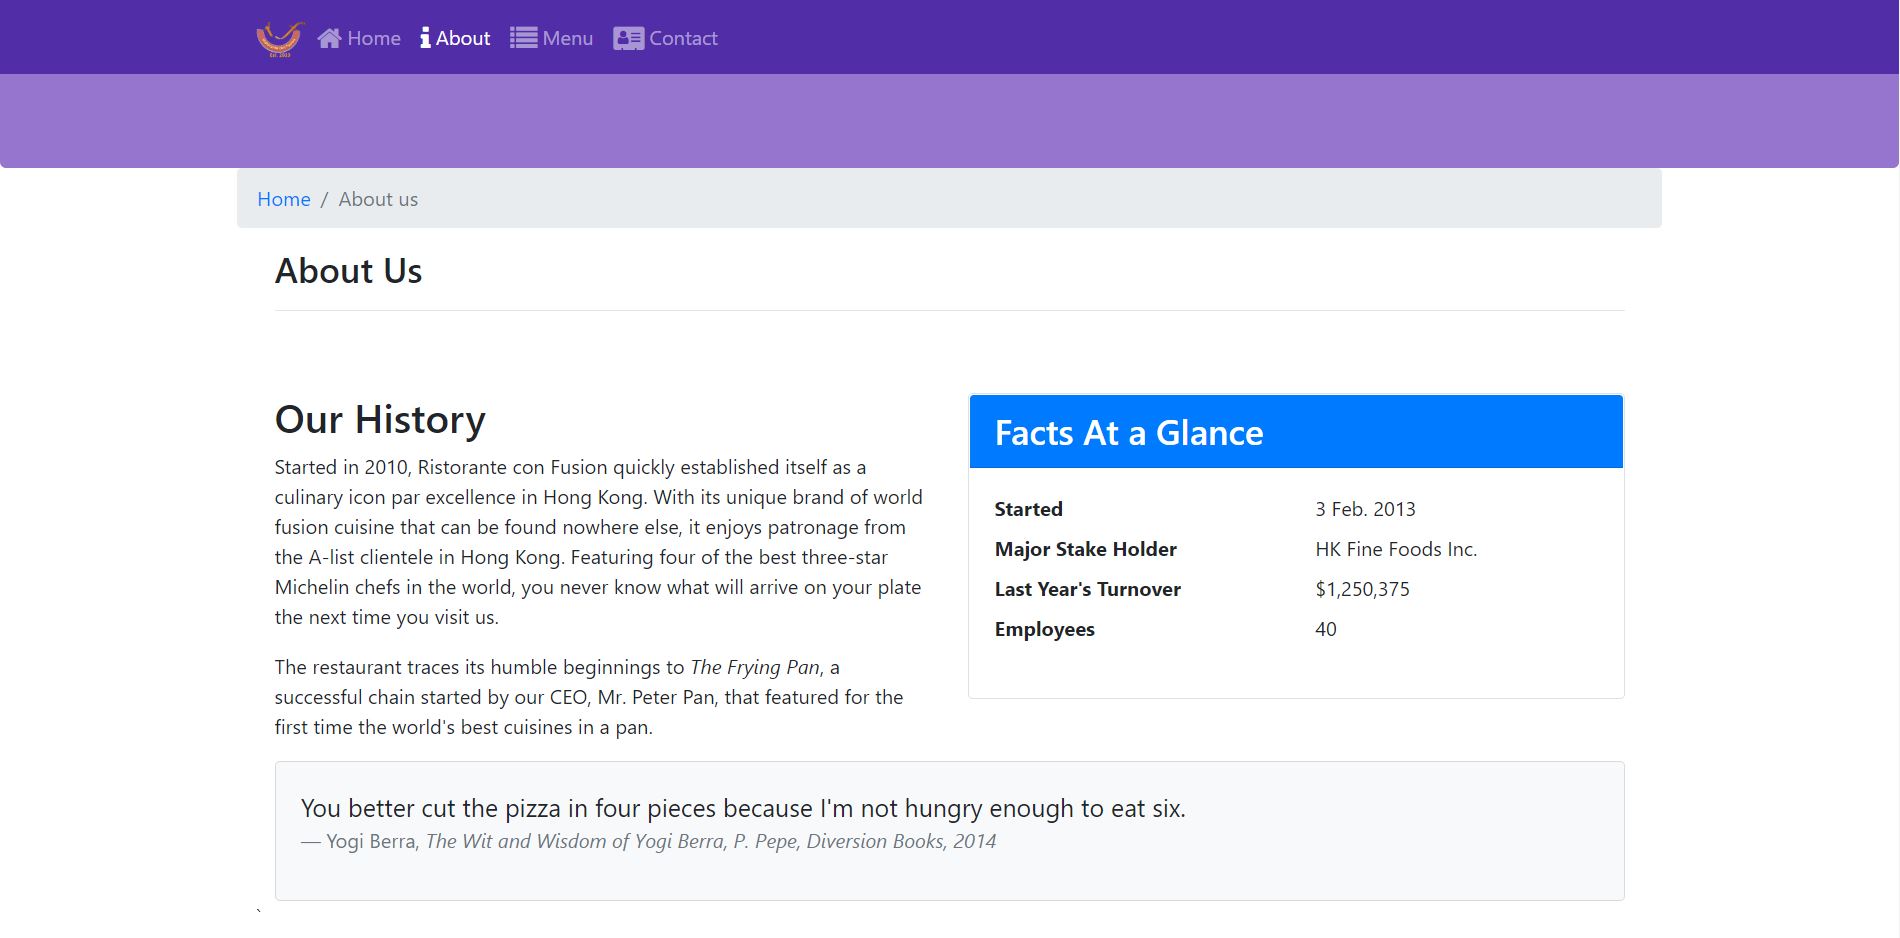 Home About Menu Contact
Home / About us
About Us
Our History
Started in 2010, Ristorante con Fusion quickly established itself as a
culinary icon par excellence in Hong Kong. With its unique brand of world
fusion cuisine that can be found nowhere else, it enjoys patronage from
the A-list clientele in Hong Kong. Featuring four of the best three-star
Michelin chefs in the world, you never know what will arrive on your plate
the next time you visit us.
The restaurant traces its humble beginnings to The Frying Pan, a
successful chain started by our CEO, Mr. Peter Pan, that featured for the
first time the world's best cuisines in a pan.
Facts At a Glance
Started 3 Feb. 2013
Major Stake Holder HK Fine Foods Inc.
Last Year's Turnover $1,250,375
Employees 40
You better cut the pizza in four pieces because I'm not hungry enough to eat six.
— Yogi Berra, The Wit and Wisdom of Yogi Berra, P. Pepe, Diversion Books, 2014
`